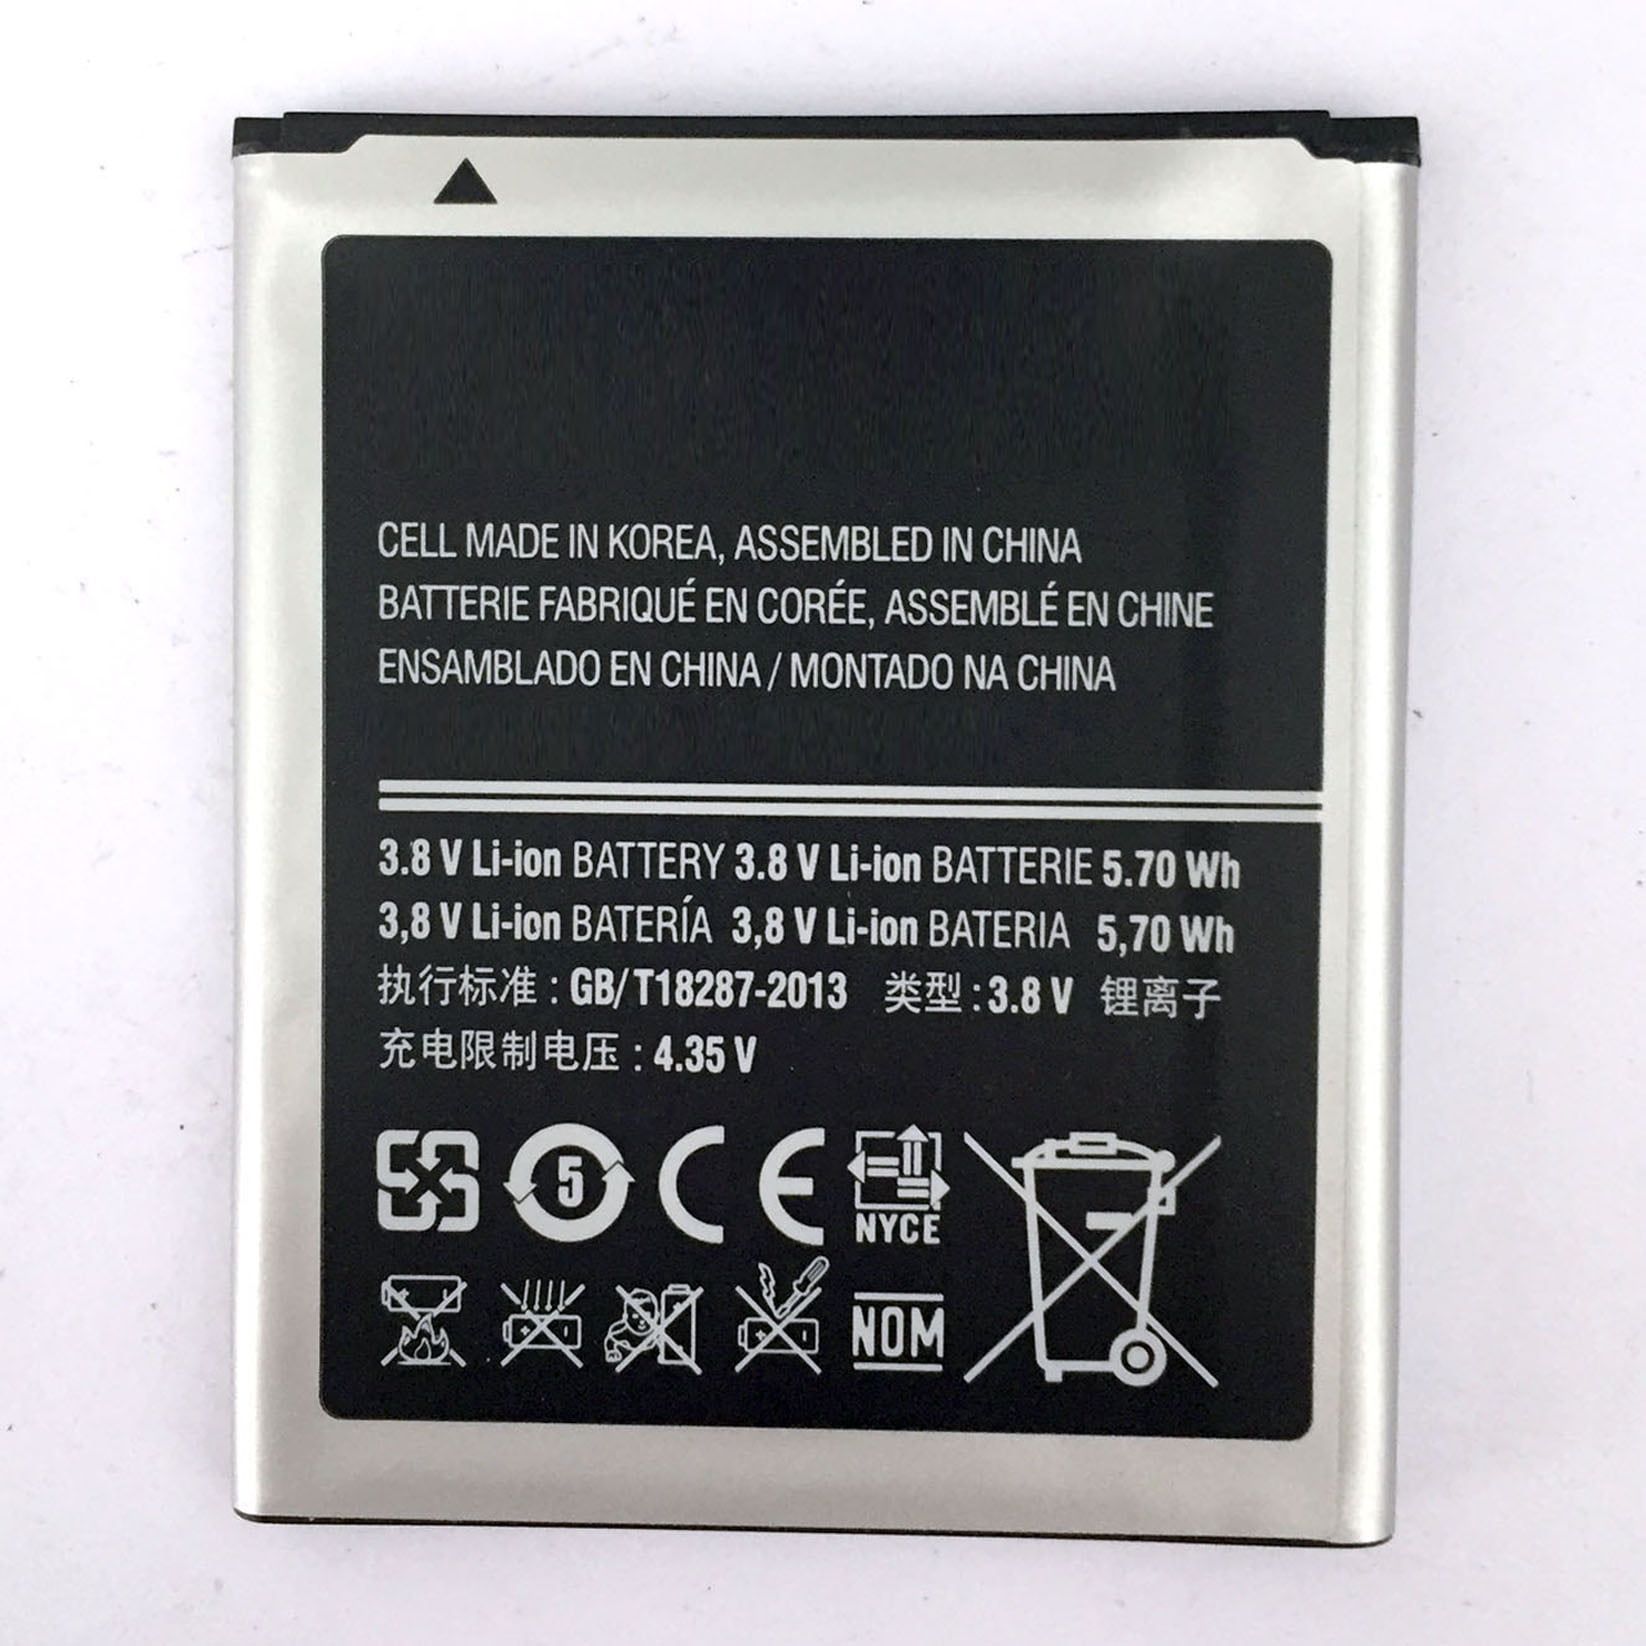 CELL MADE IN KOREA, ASSEMBLED IN CHINA
BATTERIE FABRIQUÉ EN CORÉE, ASSEMBLÉ EN CHINE
ENSAMBLADO EN CHINA / MONTADO NA CHINA
3.8 V Li-ion BATTERY 3.8 V Li-ion BATTERIE 5.70 Wh
3,8 V Li-ion BATERÍA 3,8 V Li-ion BATERIA 5,70 Wh
执行标准 : GB/T18287-2013 类型 : 3.8 V 锂离子
充电限制电压 : 4.35 V
5 CE NYCE
NOM